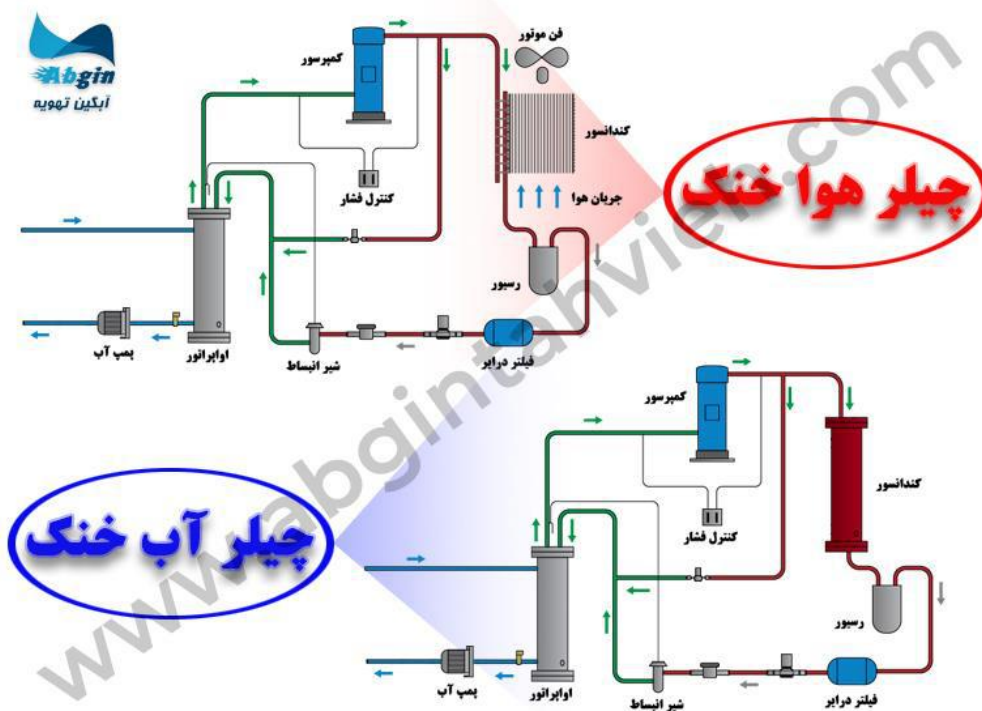 Abgin
آبگین تهویه
فن موتور
کمپرسور
کندانسور
کنترل فشار
جریان هوا
چیلر هوا خنک
رسیور
پمپ آب
اواپراتور
شیر انبساط
فیلتر درایر
کمپرسور
کندانسور
چیلر آب خنک
کنترل فشار
رسیور
پمپ آب
اواپراتور
شیر انبساط
فیلتر درایر
www.abgintahvieh.com